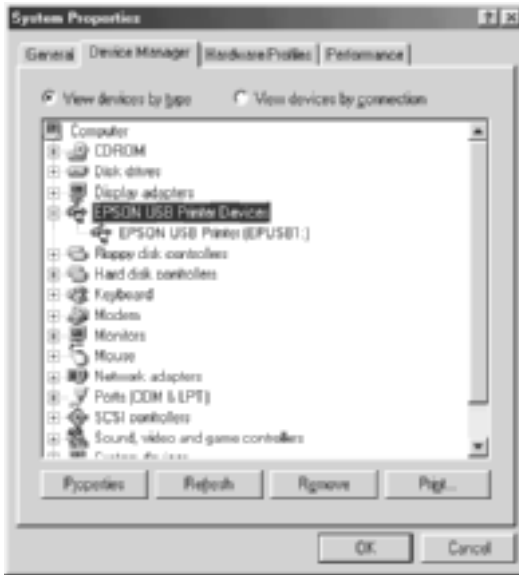 System Properties
General Device Manager Hardware Profiles Performance
View devices by type View devices by connection
Computer
CDROM
Disk drives
Display adapters
EPSON USB Printer Devices
EPSON USB Printer (EPUSB1:)
Floppy disk controllers
Hard disk controllers
Keyboard
Modem
Monitors
Mouse
Network adapters
Ports (COM & LPT)
SCSI controllers
Sound, video and game controllers
System devices
Properties Refresh Remove Print...
OK Cancel